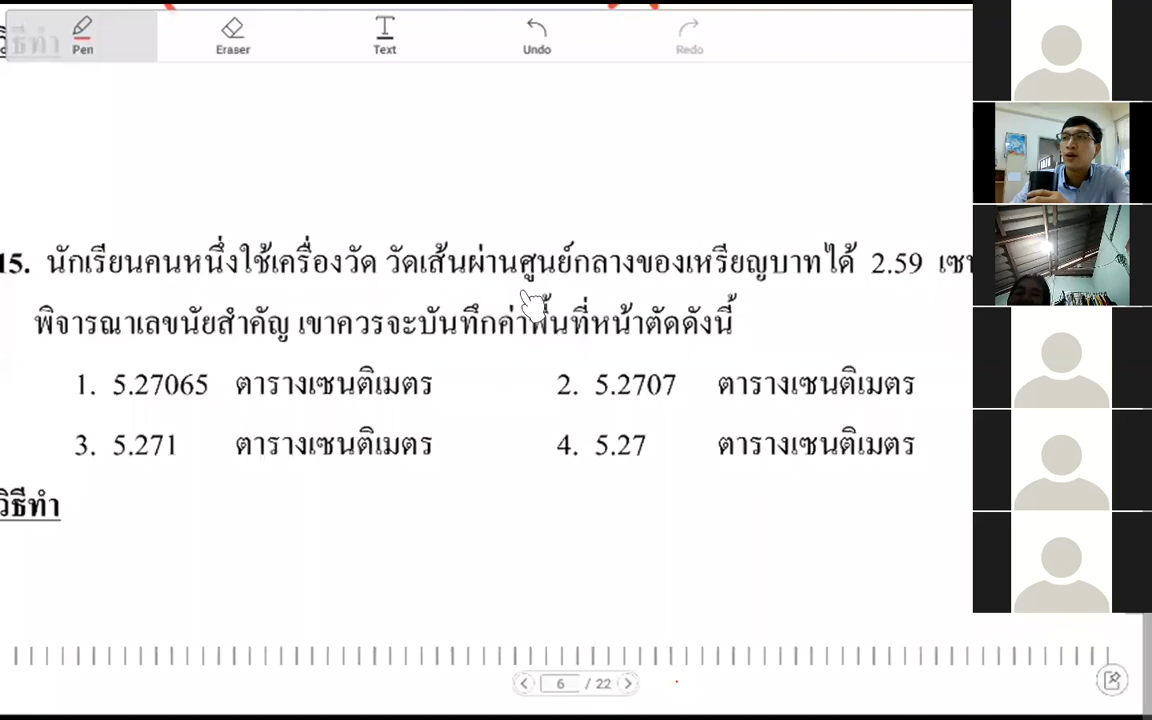 วิธีทำ
Pen
Eraser
Text
Undo
Redo
15. นักเรียนคนหนึ่งใช้เครื่องวัด วัดเส้นผ่านศูนย์กลางของเหรียญบาทได้ 2.59
พิจารณาเลขนัยสำคัญ เขาควรจะบันทึกค่าพื้นที่หน้าตัดดังนี้
1. 5.27065 ตารางเซนติเมตร 2. 5.2707 ตารางเซนติเมตร
3. 5.271 ตารางเซนติเมตร 4. 5.27 ตารางเซนติเมตร
วิธีทำ
6 / 22